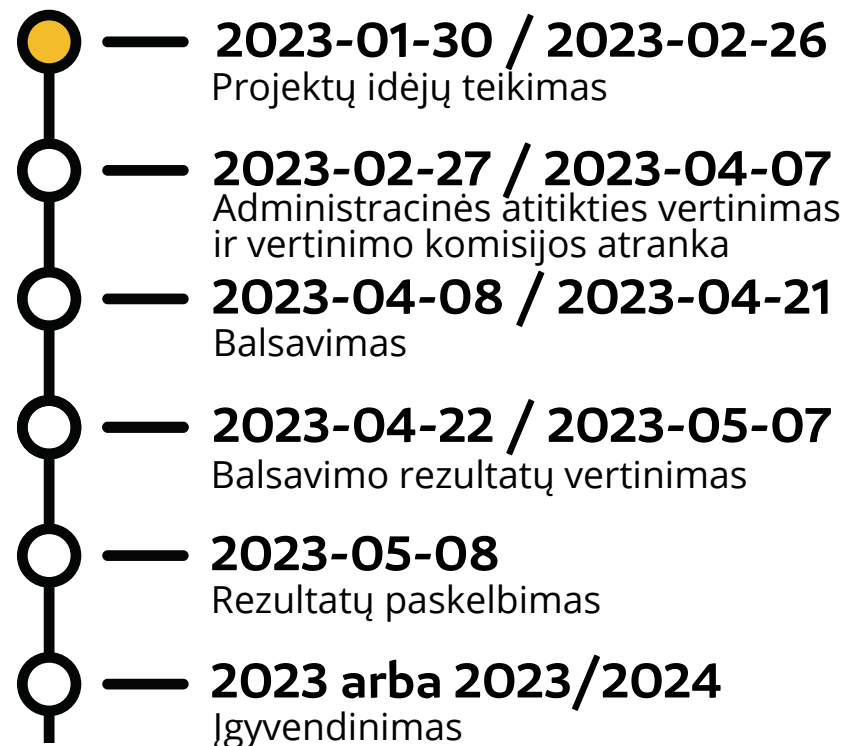 2023-01-30 / 2023-02-26
Projektų idėjų teikimas
2023-02-27 / 2023-04-07
Administracinės atitikties vertinimas
ir vertinimo komisijos atranka
2023-04-08 / 2023-04-21
Balsavimas
2023-04-22 / 2023-05-07
Balsavimo rezultatų vertinimas
2023-05-08
Rezultatų paskelbimas
2023 arba 2023/2024
Įgyvendinimas